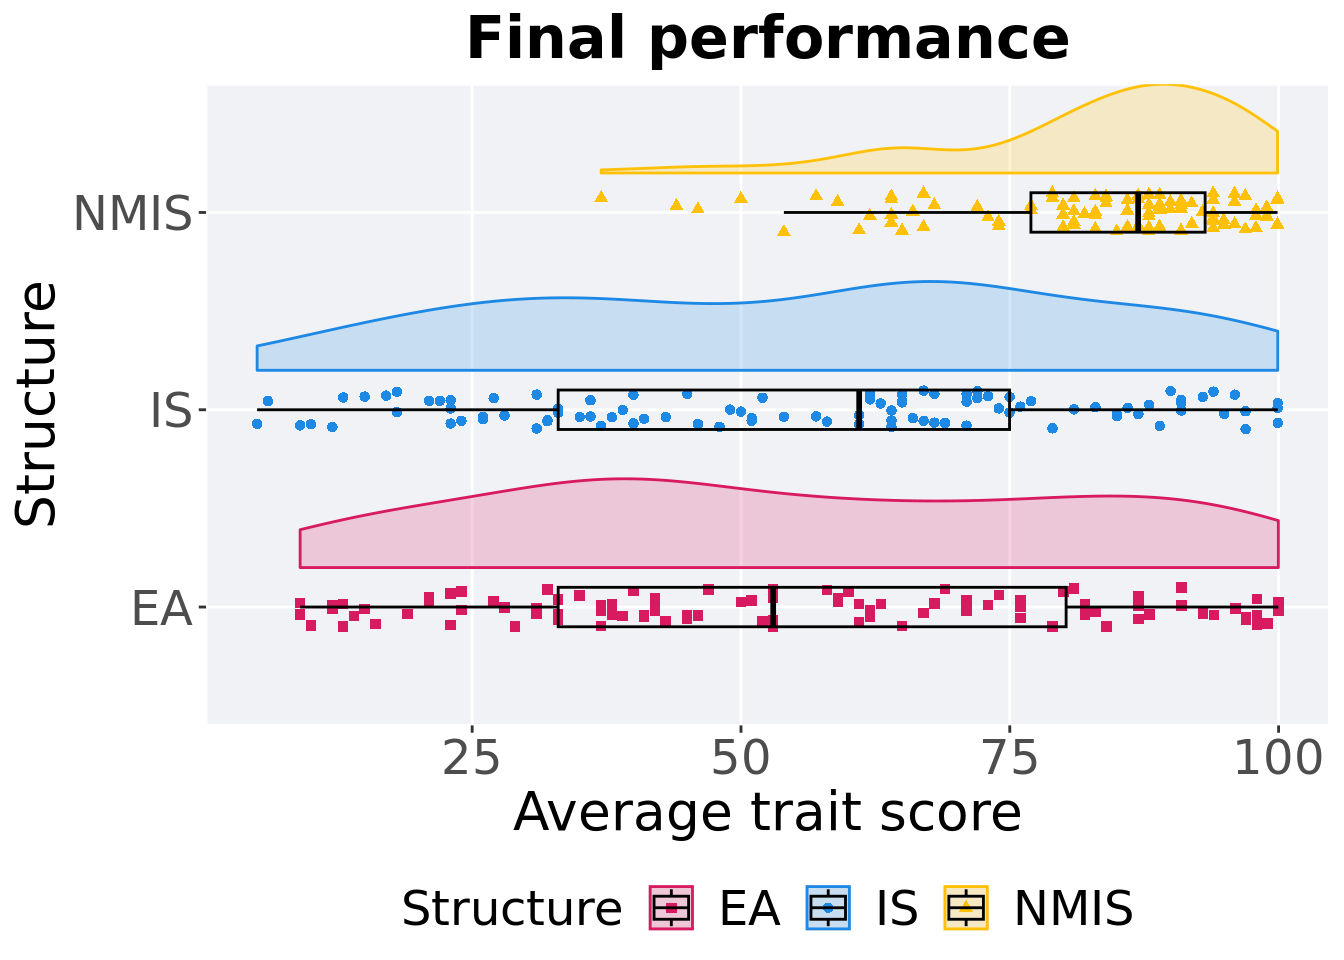 Final performance
Structure
NMIS
IS
EA
25 50 75 100
Average trait score
Structure EA IS NMIS